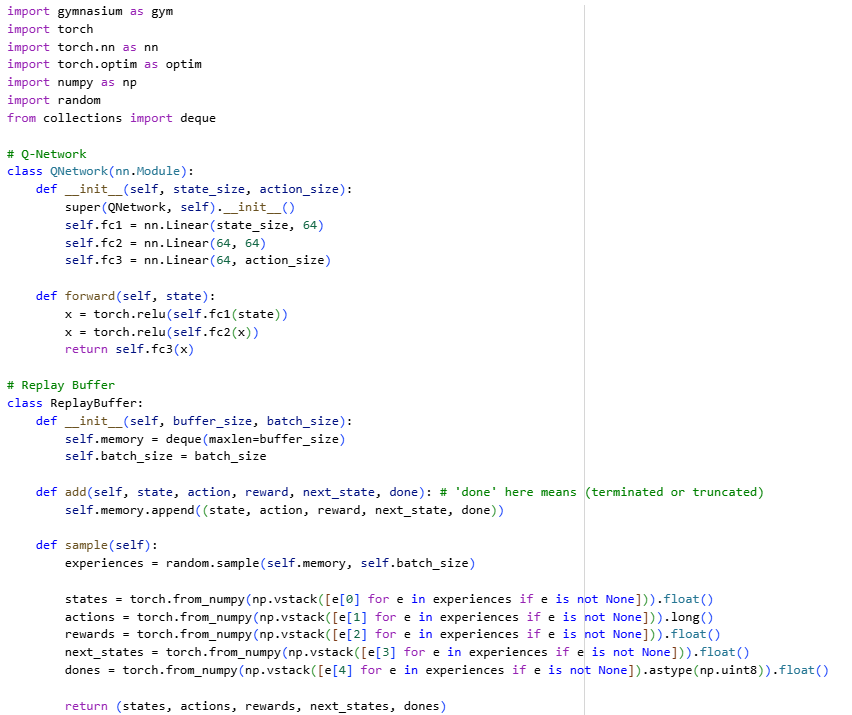 import gymnasium as gym
import torch
import torch.nn as nn
import torch.optim as optim
import numpy as np
import random
from collections import deque

# Q-Network
class QNetwork(nn.Module):
    def __init__(self, state_size, action_size):
        super(QNetwork, self).__init__()
        self.fc1 = nn.Linear(state_size, 64)
        self.fc2 = nn.Linear(64, 64)
        self.fc3 = nn.Linear(64, action_size)

    def forward(self, state):
        x = torch.relu(self.fc1(state))
        x = torch.relu(self.fc2(x))
        return self.fc3(x)

# Replay Buffer
class ReplayBuffer:
    def __init__(self, buffer_size, batch_size):
        self.memory = deque(maxlen=buffer_size)
        self.batch_size = batch_size

    def add(self, state, action, reward, next_state, done): # 'done' here means (terminated or truncated)
        self.memory.append((state, action, reward, next_state, done))

    def sample(self):
        experiences = random.sample(self.memory, self.batch_size)

        states = torch.from_numpy(np.vstack([e[0] for e in experiences if e is not None])).float()
        actions = torch.from_numpy(np.vstack([e[1] for e in experiences if e is not None])).long()
        rewards = torch.from_numpy(np.vstack([e[2] for e in experiences if e is not None])).float()
        next_states = torch.from_numpy(np.vstack([e[3] for e in experiences if e is not None])).float()
        dones = torch.from_numpy(np.vstack([e[4] for e in experiences if e is not None]).astype(np.uint8)).float()

        return (states, actions, rewards, next_states, dones)